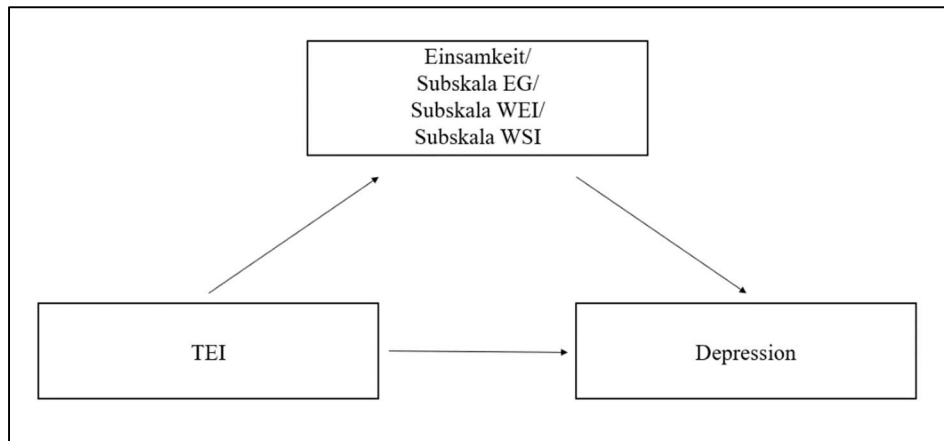 Einsamkeit/
Subskala EG/
Subskala WEI/
Subskala WSI
TEI
Depression